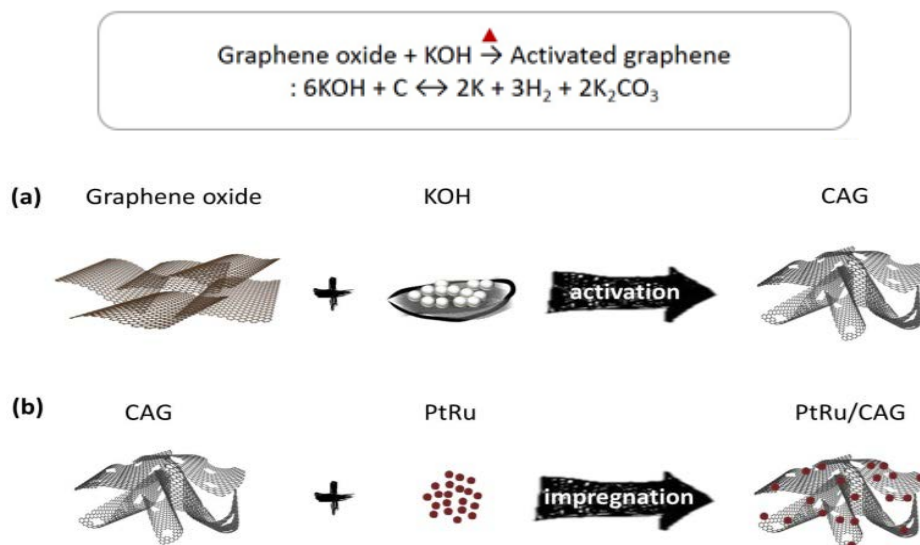 Graphene oxide + KOH → Activated graphene
: 6KOH + C ↔ 2K + 3H₂ + 2K₂CO₃
(a) Graphene oxide KOH CAG
+ activation
(b) CAG PtRu PtRu/CAG
+ impregnation